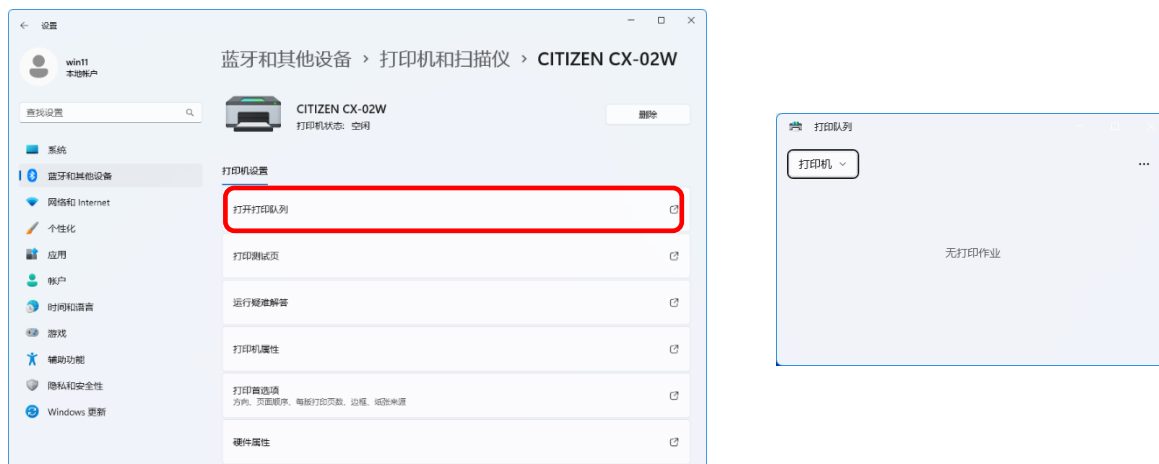 设置
win11
本地帐户
查找设置
系统
蓝牙和其他设备
网络和 Internet
个性化
应用
帐户
时间和语言
游戏
辅助功能
隐私和安全性
Windows 更新
蓝牙和其他设备 › 打印机和扫描仪 › CITIZEN CX-02W
CITIZEN CX-02W
打印机状态: 空闲
删除
打印机设置
打开打印队列
打印测试页
运行疑难解答
打印机属性
打印首选项
方向、页面顺序、每版打印页数、边框、纸张来源
硬件属性
打印队列
打印机
无打印作业